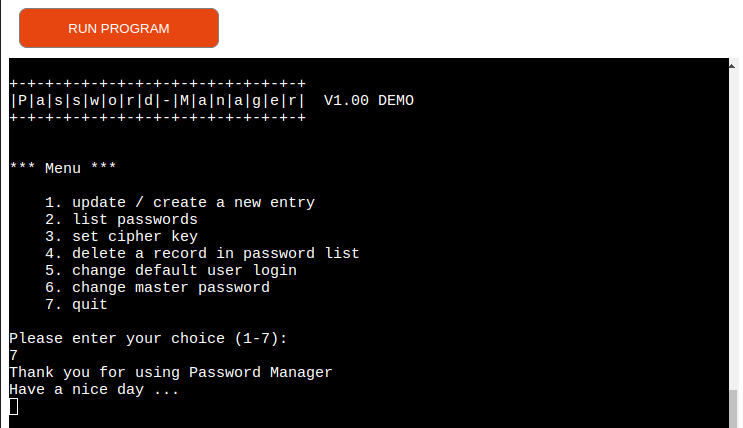 RUN PROGRAM
+-+-+-+-+-+-+-+-+-+-+-+-+-+-+-+-+
|P|a|s|s|w|o|r|d|-|M|a|n|a|g|e|r|  V1.00 DEMO
+-+-+-+-+-+-+-+-+-+-+-+-+-+-+-+-+
*** Menu ***
1. update / create a new entry
2. list passwords
3. set cipher key
4. delete a record in password list
5. change default user login
6. change master password
7. quit
Please enter your choice (1-7):
7
Thank you for using Password Manager
Have a nice day ...